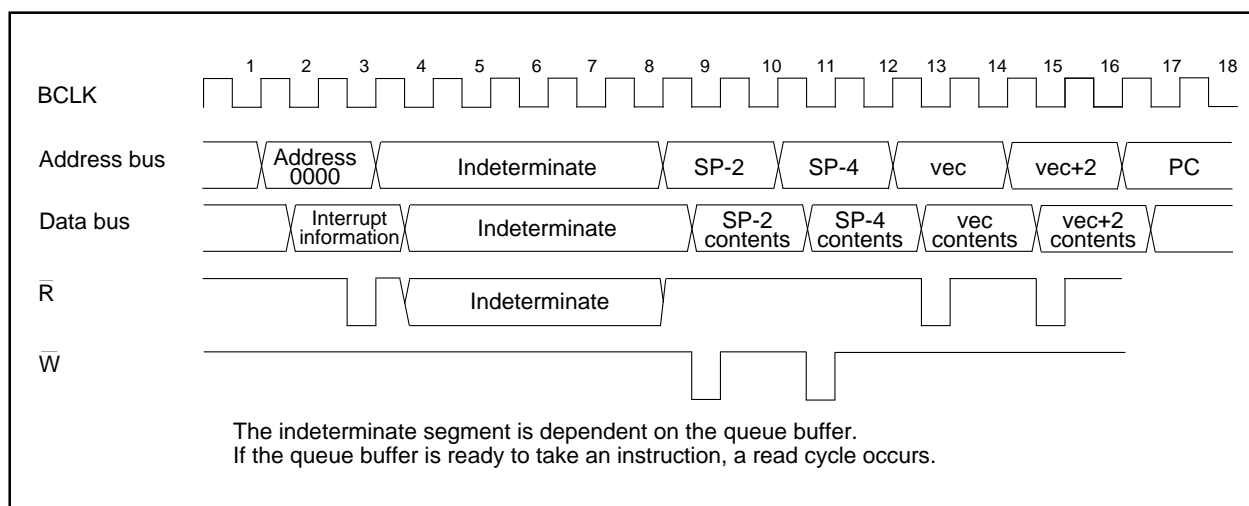 1 2 3 4 5 6 7 8 9 10 11 12 13 14 15 16 17 18
BCLK
Address bus
Address
0000
Indeterminate
SP-2
SP-4
vec
vec+2
PC
Data bus
Interrupt
information
Indeterminate
SP-2
contents
SP-4
contents
vec
contents
vec+2
contents
R̅
Indeterminate
W̅
The indeterminate segment is dependent on the queue buffer.
If the queue buffer is ready to take an instruction, a read cycle occurs.